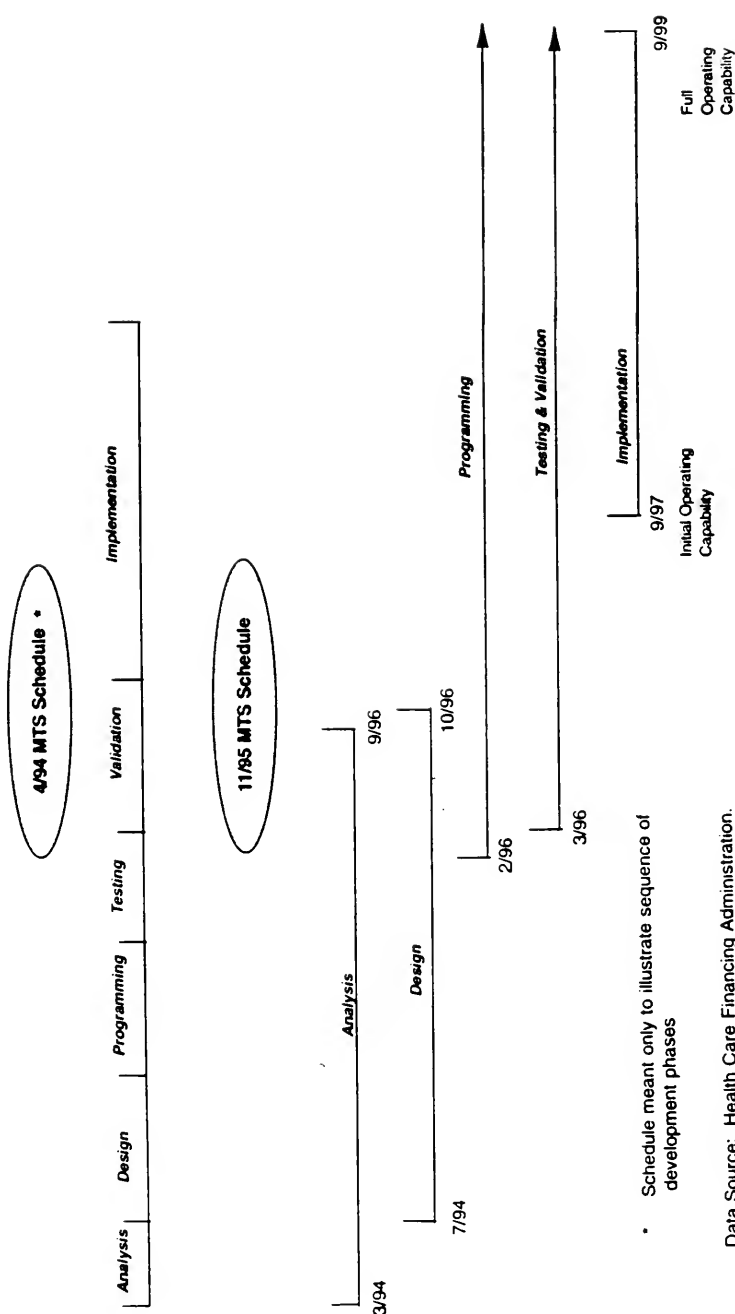 4/94 MTS Schedule *
Analysis Design Programming Testing Validation Implementation
11/95 MTS Schedule
Analysis
3/94 9/96
Design
7/94 10/96
Programming
2/96
Testing & Validation
3/96
Implementation
9/97 9/99
Initial Operating
Capability
Full
Operating
Capability
* Schedule meant only to illustrate sequence of
development phases
Data Source: Health Care Financing Administration.